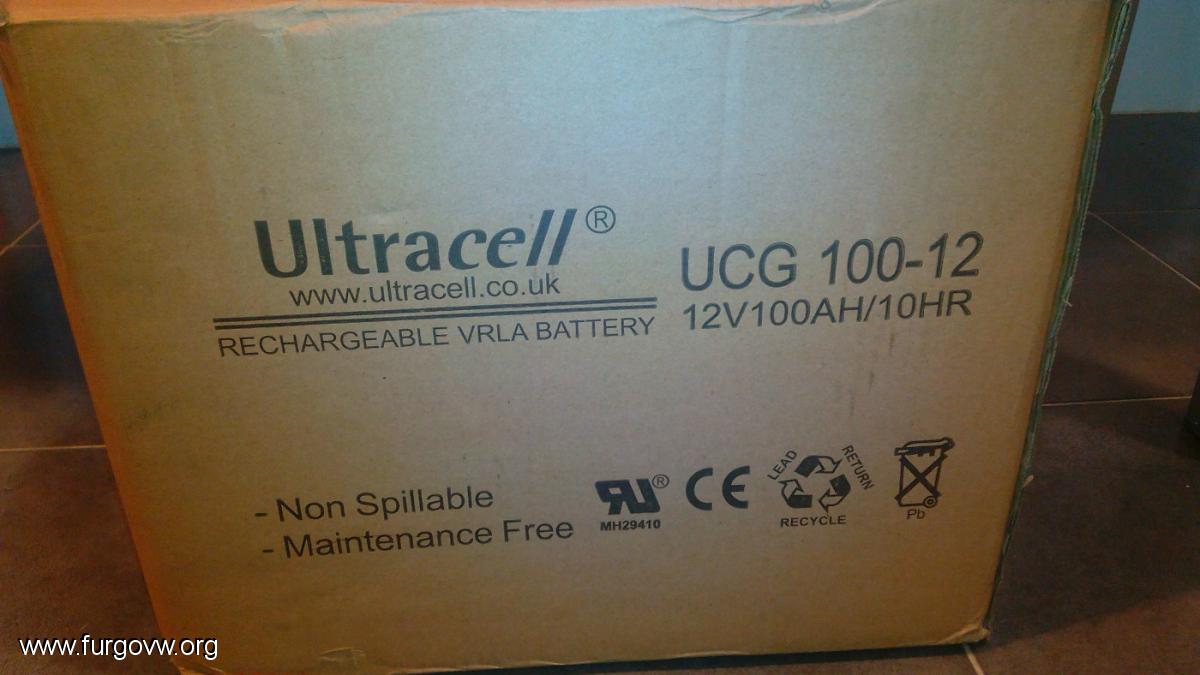 Ultracell®
www.ultracell.co.uk
RECHARGEABLE VRLA BATTERY
UCG 100-12
12V100AH/10HR
- Non Spillable
- Maintenance Free
®
MH29410
CE
LEAD
RETURN
RECYCLE
Pb
www.furgovw.org